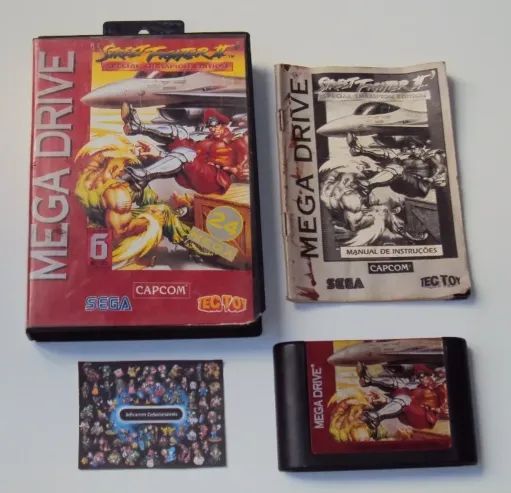 MEGA DRIVE
STREET FIGHTER II
SPECIAL CHAMPION EDITION
24
6
SEGA
CAPCOM
TEC TOY
MEGA DRIVE
STREET FIGHTER II
SPECIAL CHAMPION EDITION
MANUAL DE INSTRUÇÕES
CAPCOM
SEGA
TEC TOY
MEGA DRIVE